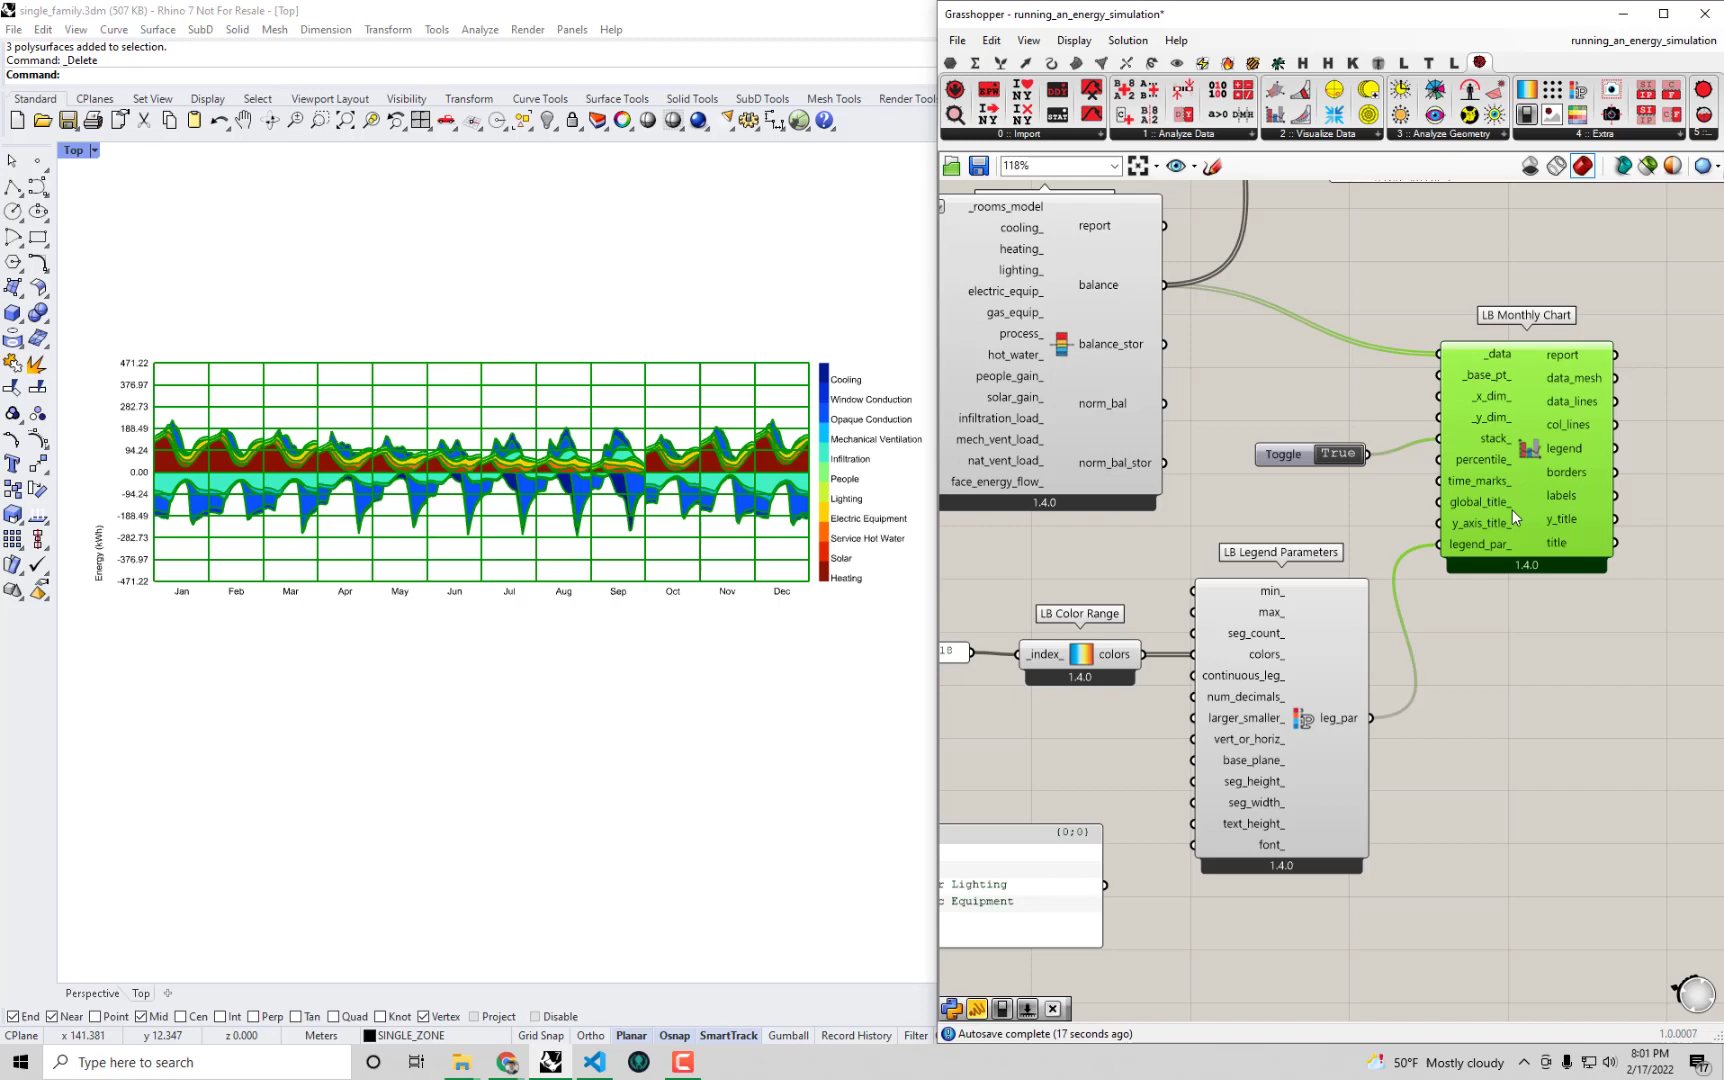 single_family.3dm (507 KB) - Rhino 7 Not For Resale - [Top]
File Edit View Curve Surface SubD Solid Mesh Dimension Transform Tools Analyze Render Panels Help
3 polysurfaces added to selection.
Command: _Delete
Command:
Standard CPlanes Set View Display Select Viewport Layout Visibility Transform Curve Tools Surface Tools Solid Tools SubD Tools Mesh Tools Render Tools
Top
471.22
376.97
282.73
188.49
94.24
0.00
-94.24
-188.49
-282.73
-376.97
-471.22
Energy (kWh)
Jan Feb Mar Apr May Jun Jul Aug Sep Oct Nov Dec
Cooling
Window Conduction
Opaque Conduction
Mechanical Ventilation
Infiltration
People
Lighting
Electric Equipment
Service Hot Water
Solar
Heating
Perspective Top
End Near Point Mid Cen Int Perp Tan Quad Knot Vertex Project Disable
CPlane x 141.381 y 12.347 z 0.000 Meters SINGLE_ZONE Grid Snap Ortho Planar Osnap SmartTrack Gumball Record History Filter
Grasshopper - running_an_energy_simulation*
File Edit View Display Solution Help running_an_energy_simulation
0 :: Import 1 :: Analyze Data 2 :: Visualize Data 3 :: Analyze Geometry 4 :: Extra 5 ::
118%
_rooms_model
cooling_
heating_
lighting_
electric_equip_
gas_equip_
process_
hot_water_
people_gain_
solar_gain_
infiltration_load_
mech_vent_load_
nat_vent_load_
face_energy_flow_
report
balance
balance_stor
norm_bal
norm_bal_stor
1.4.0
LB Monthly Chart
_data
_base_pt_
_x_dim_
_y_dim_
stack_
percentile_
time_marks_
global_title_
y_axis_title_
legend_par_
report
data_mesh
data_lines
col_lines
legend
borders
labels
y_title
title
1.4.0
Toggle True
LB Color Range
18
_index_ colors
1.4.0
LB Legend Parameters
min_
max_
seg_count_
colors_
continuous_leg_
num_decimals_
larger_smaller_
vert_or_horiz_
base_plane_
seg_height_
seg_width_
text_height_
font_
leg_par
1.4.0
{0;0}
r Lighting
c Equipment
Autosave complete (17 seconds ago)
1.0.0007
Type here to search
50°F Mostly cloudy
8:01 PM
2/17/2022
17